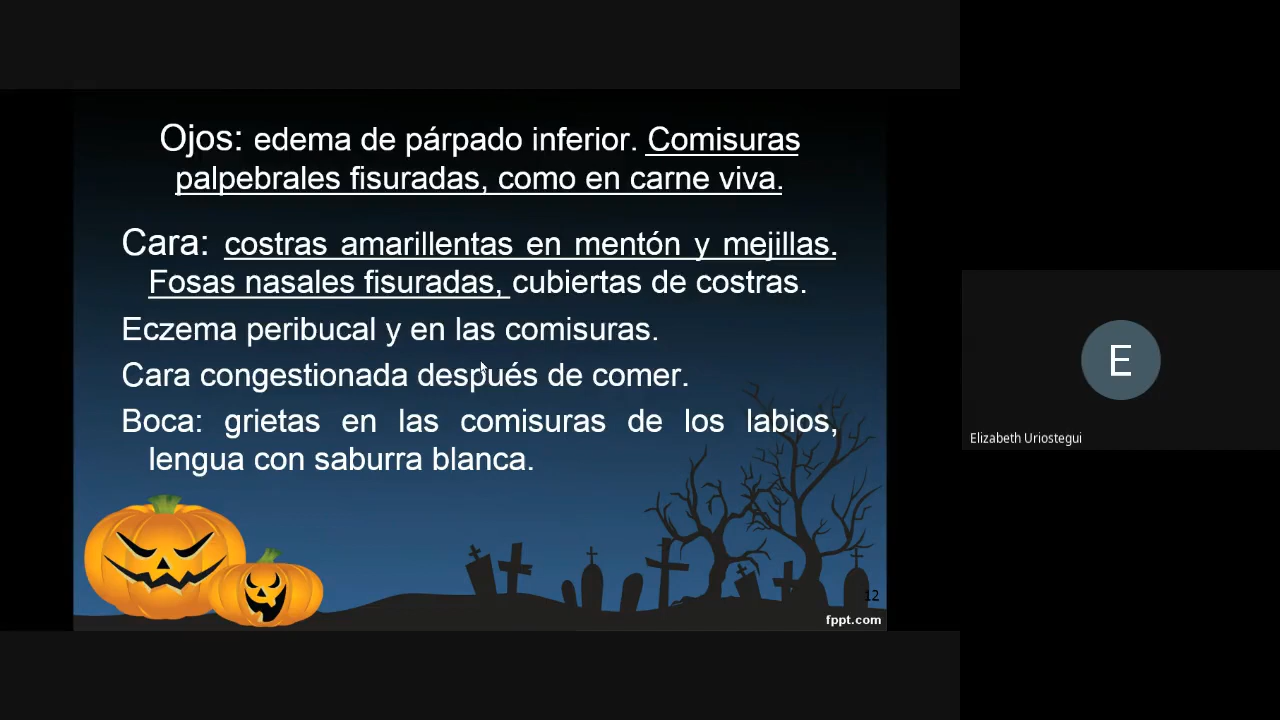 Ojos: edema de párpado inferior. Comisuras
palpebrales fisuradas, como en carne viva.
Cara: costras amarillentas en mentón y mejillas.
Fosas nasales fisuradas, cubiertas de costras.
Eczema peribucal y en las comisuras.
Cara congestionada después de comer.
Boca: grietas en las comisuras de los labios,
lengua con saburra blanca.
12
fppt.com
E
Elizabeth Uriostegui